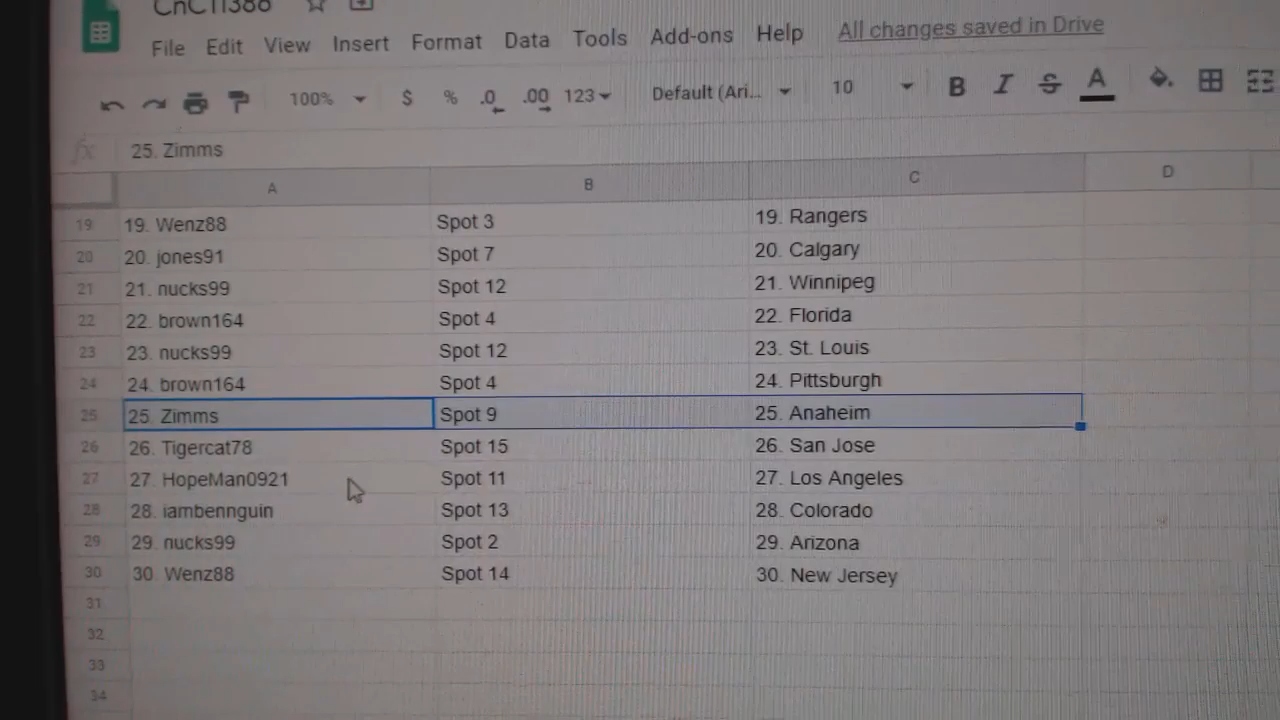 CnCTI388
File Edit View Insert Format Data Tools Add-ons Help All changes saved in Drive
100% $ % .0 .00 123 Default (Ari... 10 B I S A
fx 25. Zimms
A B C D
19 19. Wenz88 Spot 3 19. Rangers
20 20. jones91 Spot 7 20. Calgary
21 21. nucks99 Spot 12 21. Winnipeg
22 22. brown164 Spot 4 22. Florida
23 23. nucks99 Spot 12 23. St. Louis
24 24. brown164 Spot 4 24. Pittsburgh
25 25. Zimms Spot 9 25. Anaheim
26 26. Tigercat78 Spot 15 26. San Jose
27 27. HopeMan0921 Spot 11 27. Los Angeles
28 28. iambennguin Spot 13 28. Colorado
29 29. nucks99 Spot 2 29. Arizona
30 30. Wenz88 Spot 14 30. New Jersey
31
32
33
34